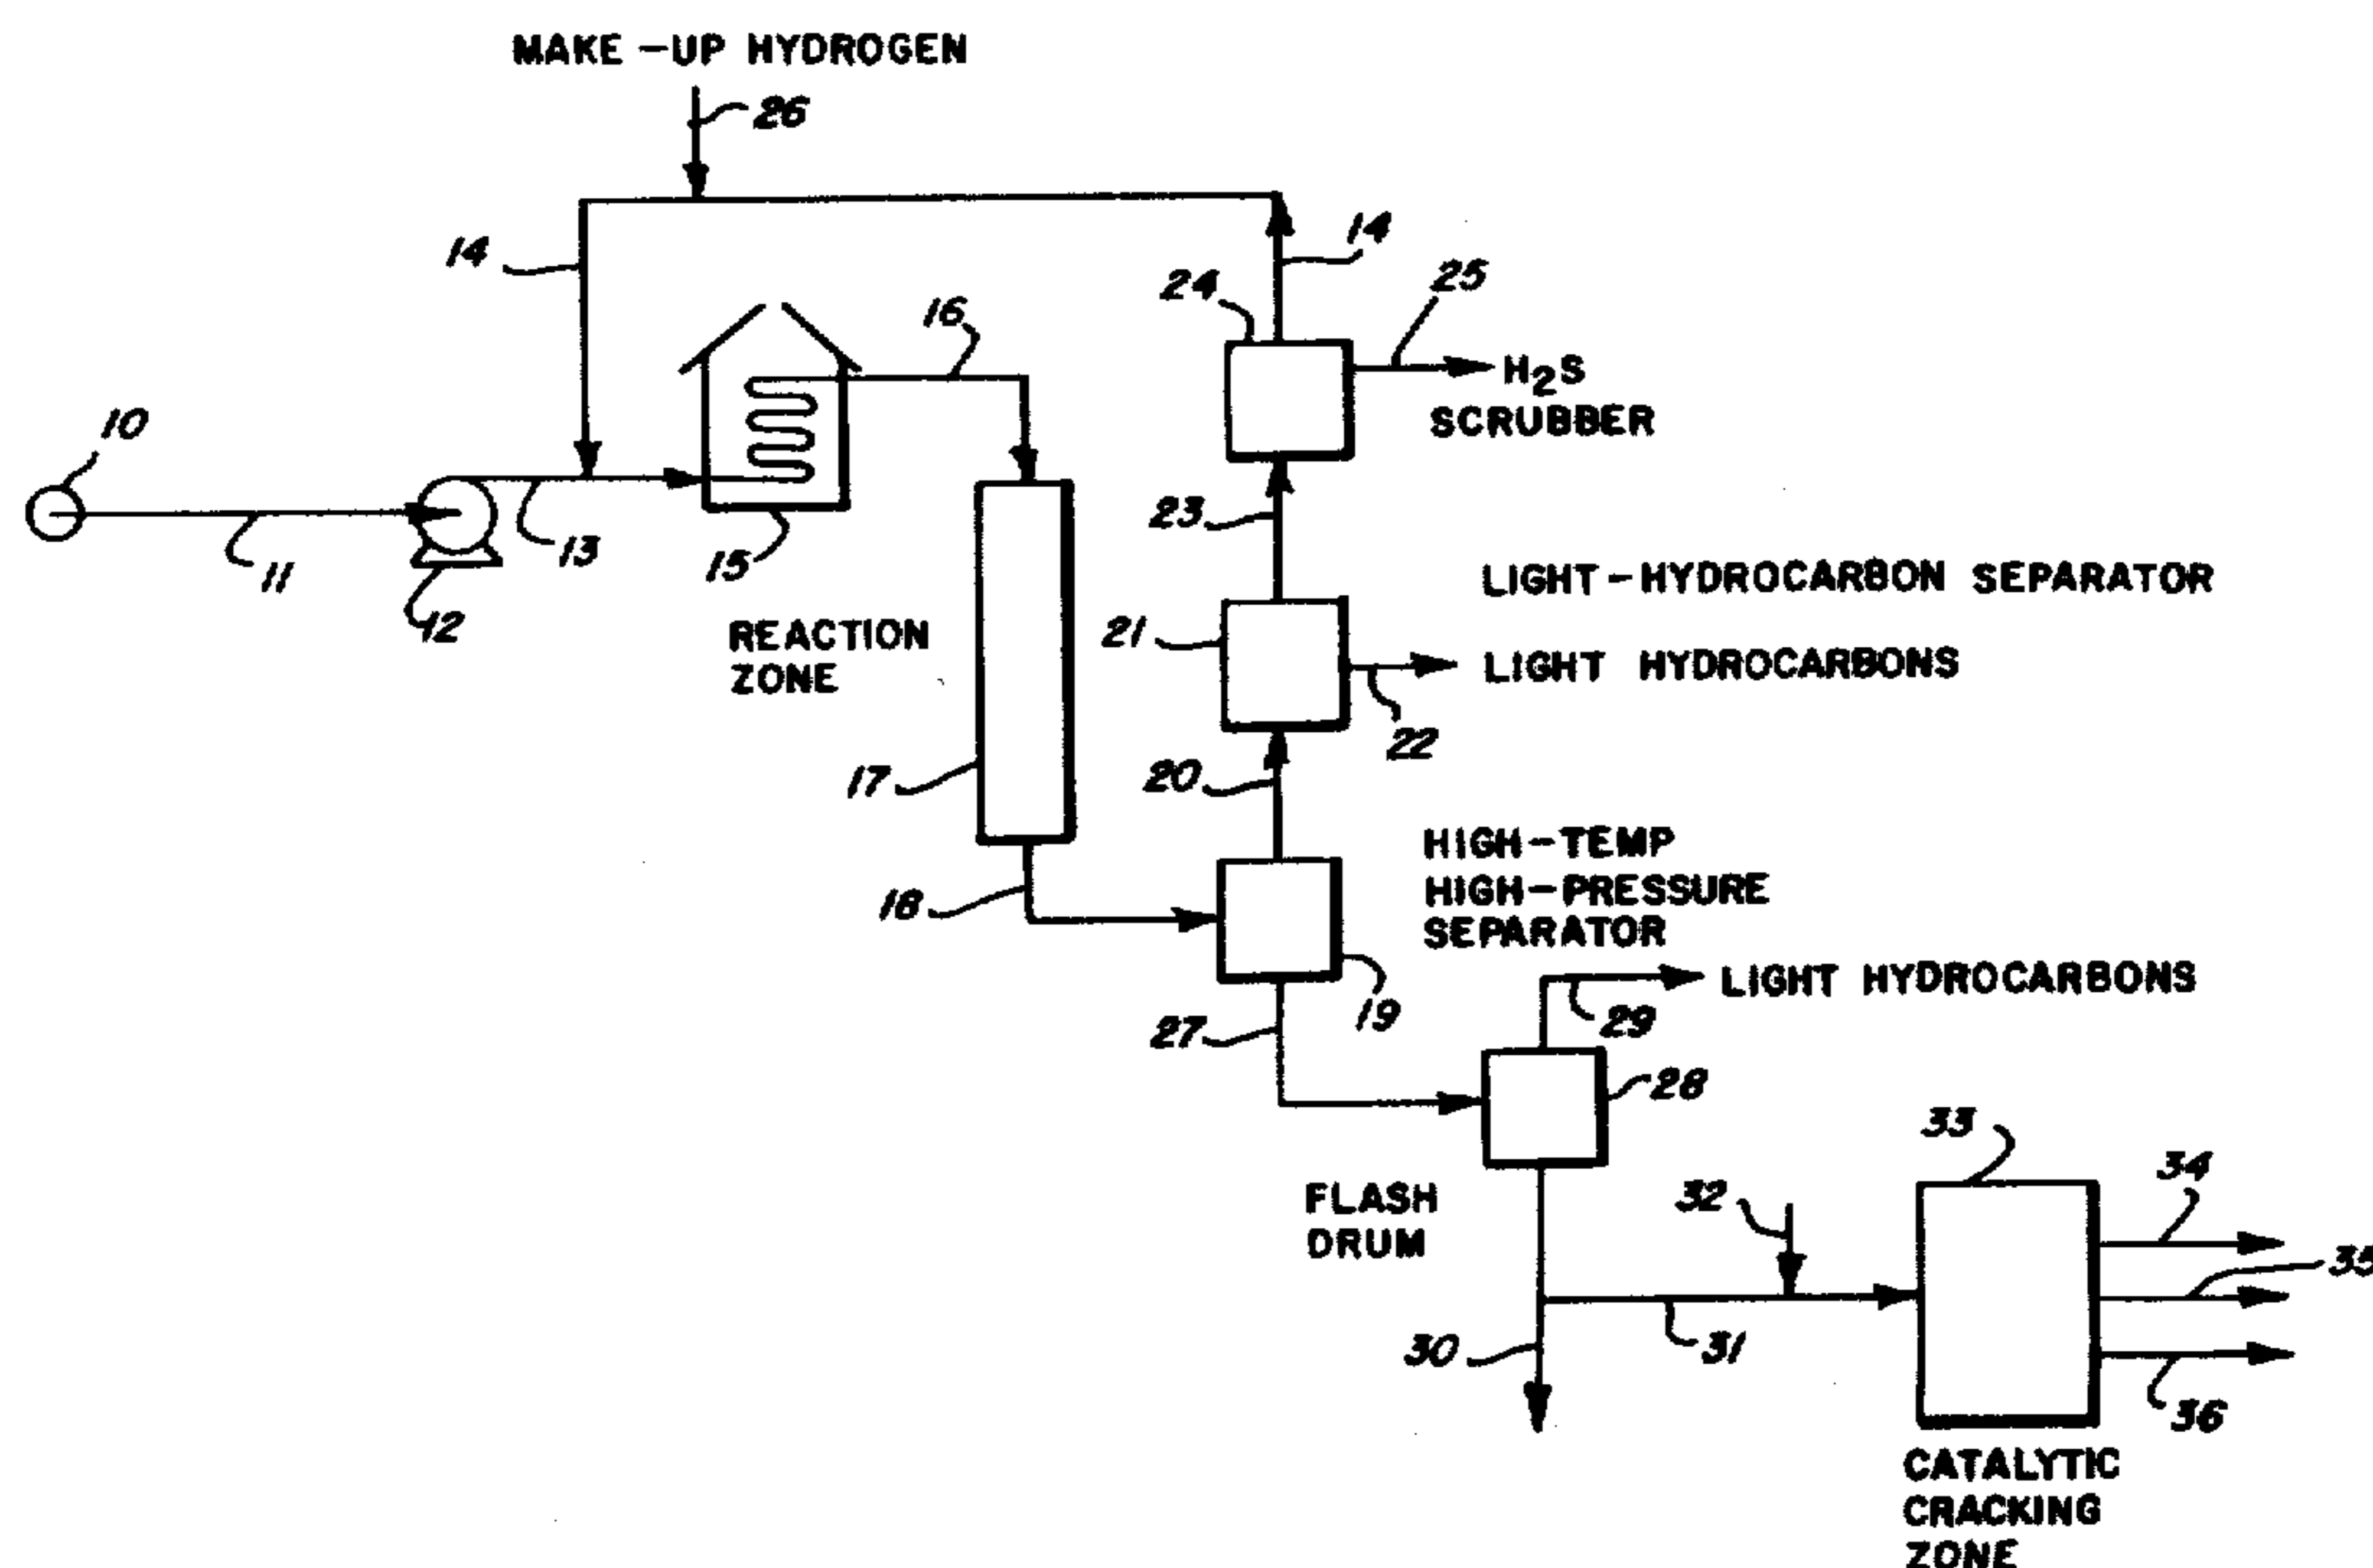 MAKE-UP HYDROGEN
26
14
14
24
25
H2S
SCRUBBER
16
10
11
12
13
15
23
LIGHT-HYDROCARBON SEPARATOR
REACTION
ZONE
21
LIGHT HYDROCARBONS
22
17
20
HIGH-TEMP
HIGH-PRESSURE
SEPARATOR
18
19
LIGHT HYDROCARBONS
29
27
28
FLASH
DRUM
33
34
32
35
30
31
36
CATALYTIC
CRACKING
ZONE